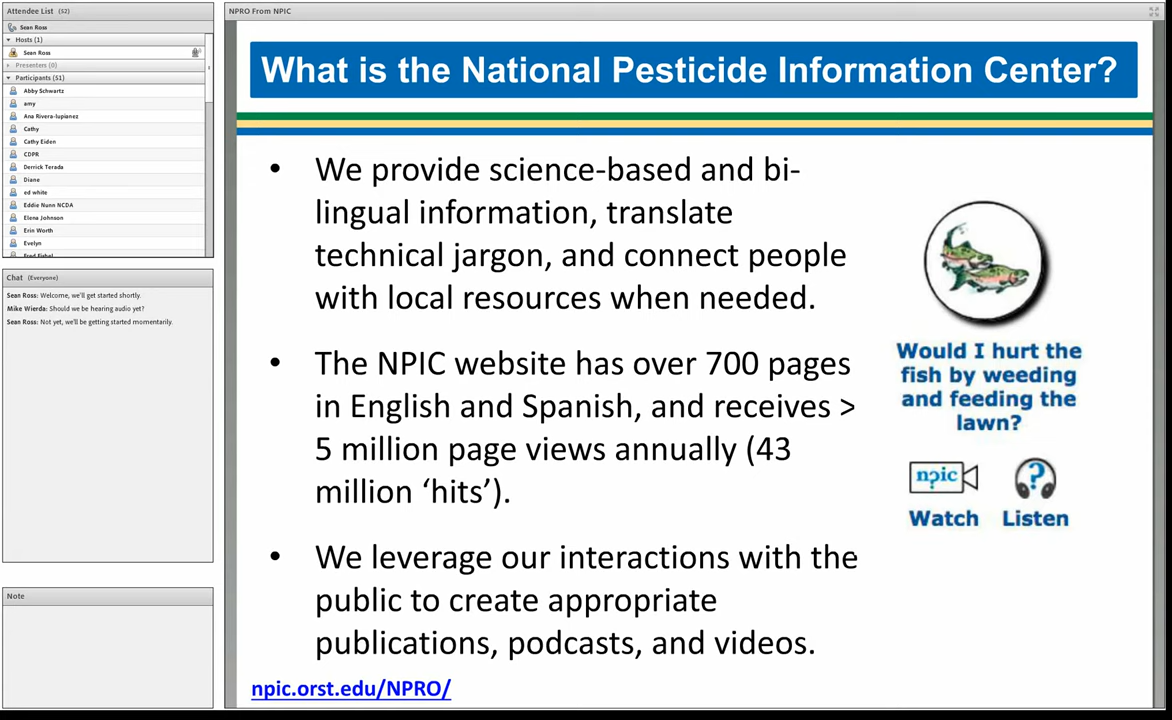 Attendee List (52)
Sean Ross
Hosts (1)
Sean Ross
Presenters (0)
Participants (51)
Abby Schwartz
amy
Ana Rivera-lupianez
Cathy
Cathy Eiden
CDPR
Derrick Terada
Diane
ed white
Eddie Nunn NCDA
Elena Johnson
Erin Worth
Evelyn
Chat (Everyone)
Sean Ross: Welcome, we'll get started shortly.
Mike Wierda: Should we be hearing audio yet?
Sean Ross: Not yet, we'll be getting started momentarily.
Note
NPRO From NPIC
What is the National Pesticide Information Center?
• We provide science-based and bi-
lingual information, translate
technical jargon, and connect people
with local resources when needed.
• The NPIC website has over 700 pages
in English and Spanish, and receives >
5 million page views annually (43
million ‘hits’).
• We leverage our interactions with the
public to create appropriate
publications, podcasts, and videos.
npic.orst.edu/NPRO/
Would I hurt the
fish by weeding
and feeding the
lawn?
npic
?
Watch Listen